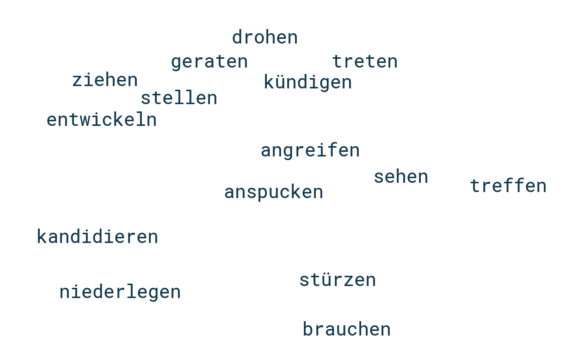 drohen
geraten
treten
ziehen
kündigen
stellen
entwickeln
angreifen
sehen
treffen
anspucken
kandidieren
stürzen
niederlegen
brauchen